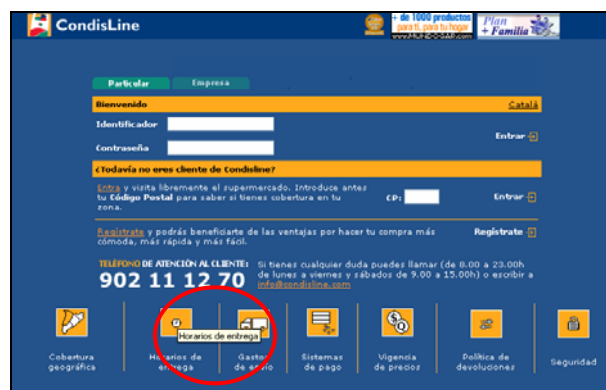 CondisLine
+ de 1000 productos
para ti, para tu hogar
www.MUNDO-SAR.com
Plan
+ Familia
Particular Empresa
Bienvenido Català
Identificador
Contraseña
Entrar
¿Todavía no eres cliente de Condisline?
Entra y visita libremente el supermercado. Introduce antes
tu Código Postal para saber si tienes cobertura en tu
zona.
CP: Entrar
Regístrate y podrás beneficiarte de las ventajas por hacer tu compra más
cómoda, más rápida y más fácil.
Regístrate
TELÉFONO DE ATENCIÓN AL CLIENTE:
902 11 12 70
Si tienes cualquier duda puedes llamar (de 8.00 a 23.00h
de lunes a viernes y sábados de 9.00 a 15.00h) o escribir a
info@condisline.com
Horarios de entrega
Cobertura
geográfica
Horarios de
entrega
Gastos
de envío
Sistemas
de pago
Vigencia
de precios
Política de
devoluciones
Seguridad